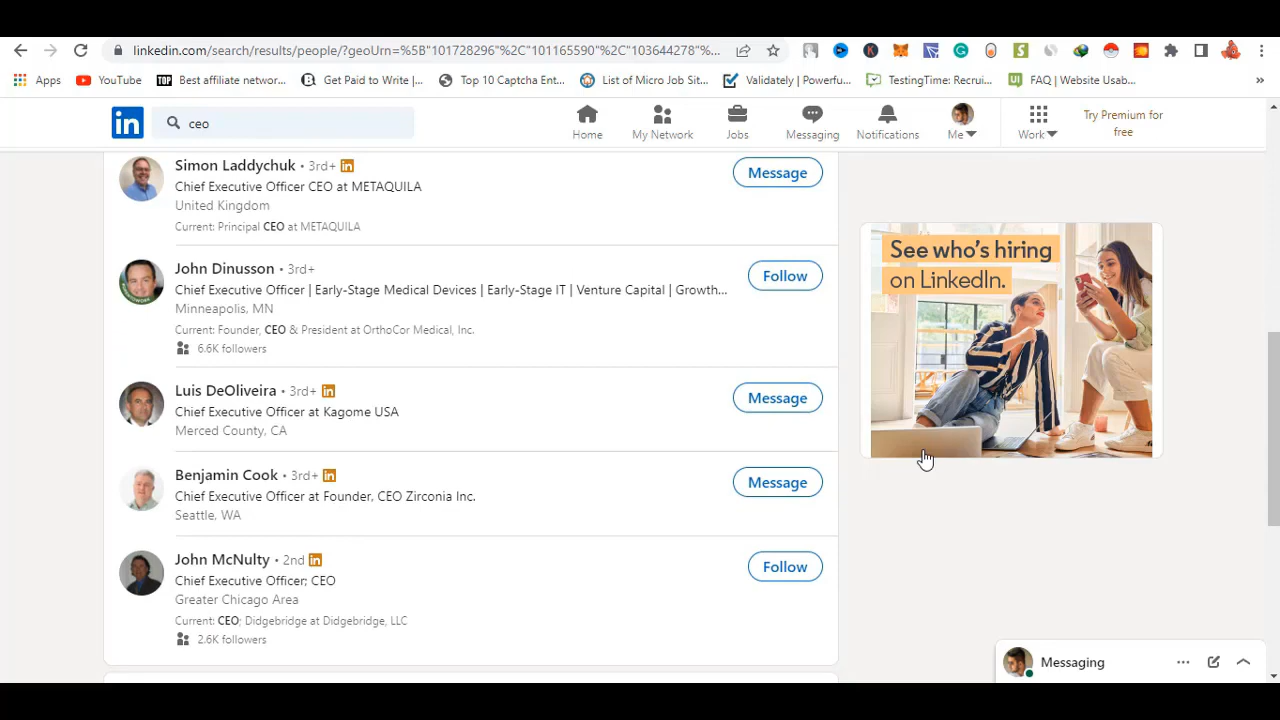 linkedin.com/search/results/people/?geoUrn=%5B"101728296"%2C"101165590"%2C"103644278"%...
Apps
YouTube
TOP
Best affiliate networ...
Get Paid to Write |...
Top 10 Captcha Ent...
List of Micro Job Sit...
Validately | Powerfu...
TestingTime: Recrui...
UI
FAQ | Website Usab...
»
in
ceo
Home
My Network
Jobs
Messaging
Notifications
Me
Work
Try Premium for
free
Simon Laddychuk • 3rd+ in
Message
Chief Executive Officer CEO at METAQUILA
United Kingdom
Current: Principal CEO at METAQUILA
John Dinusson • 3rd+
Follow
Chief Executive Officer | Early-Stage Medical Devices | Early-Stage IT | Venture Capital | Growth...
Minneapolis, MN
Current: Founder, CEO & President at OrthoCor Medical, Inc.
6.6K followers
Luis DeOliveira • 3rd+ in
Message
Chief Executive Officer at Kagome USA
Merced County, CA
Benjamin Cook • 3rd+ in
Message
Chief Executive Officer at Founder, CEO Zirconia Inc.
Seattle, WA
John McNulty • 2nd in
Follow
Chief Executive Officer; CEO
Greater Chicago Area
Current: CEO; Didgebridge at Didgebridge, LLC
2.6K followers
See who's hiring
on LinkedIn.
Messaging